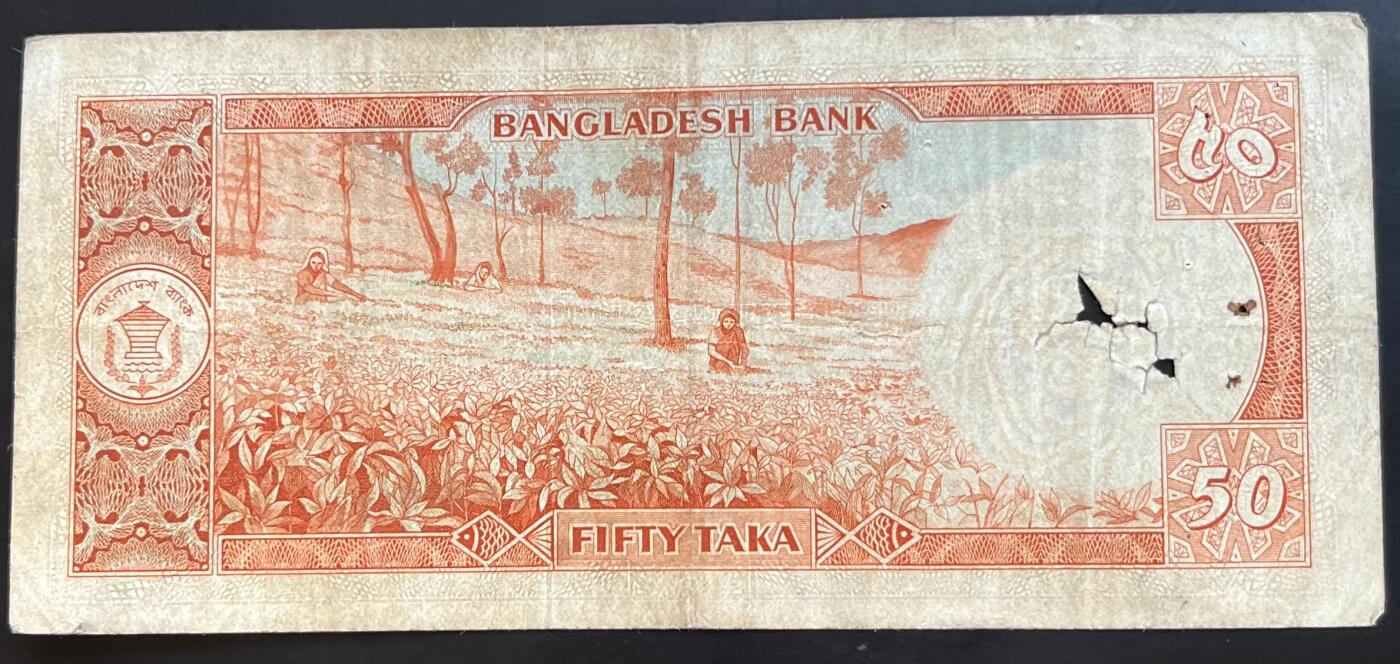 BANGLADESH BANK
৫০
বাংলাদেশ ব্যাংক
50
FIFTY TAKA